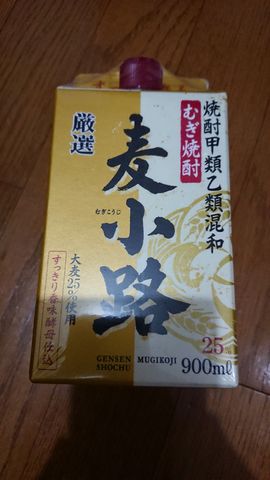 焼酎甲類乙類混和
むぎ焼酎
厳選
麦小路
むぎこうじ
大麦25%使用
すっきり香味酵母仕込
GENSEN MUGIKOJI
SHOCHU
25
900ml